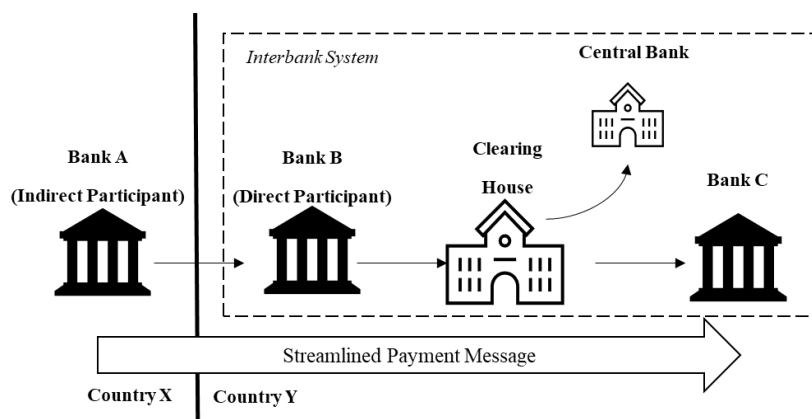 Interbank System
Central Bank
Bank A
(Indirect Participant)
Bank B
(Direct Participant)
Clearing
House
Bank C
Streamlined Payment Message
Country X
Country Y